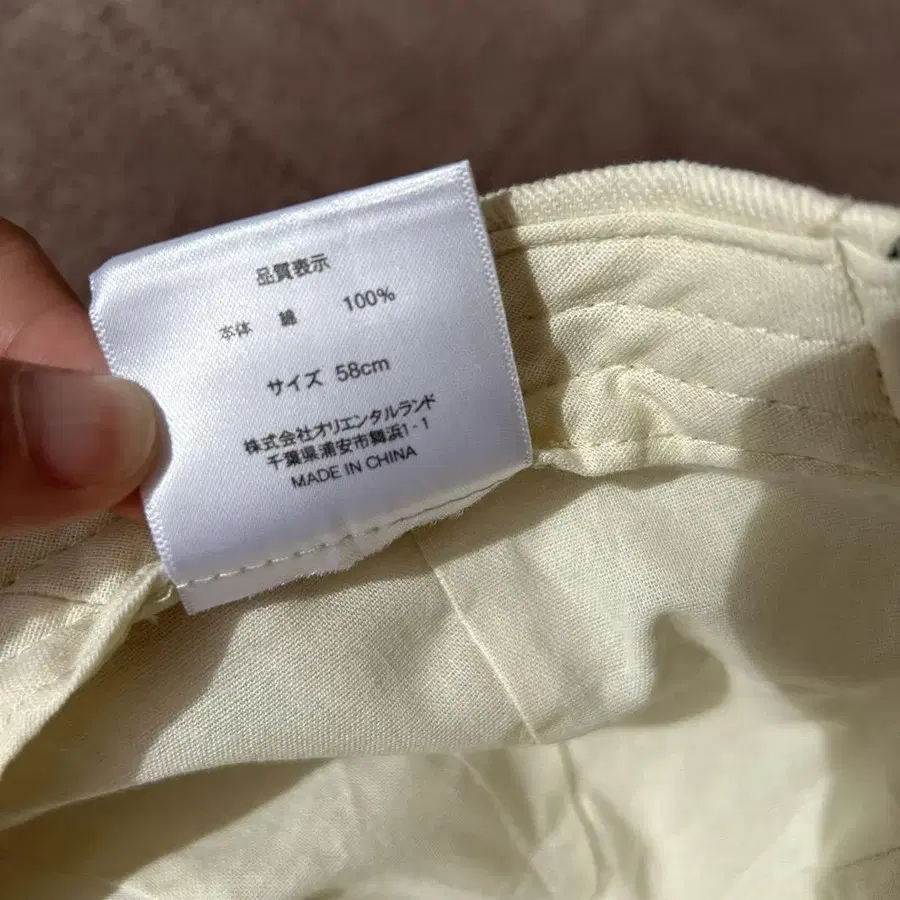 品質表示
本体 綿 100%
サイズ 58cm
株式会社オリエンタルランド
千葉県浦安市舞浜1-1
MADE IN CHINA